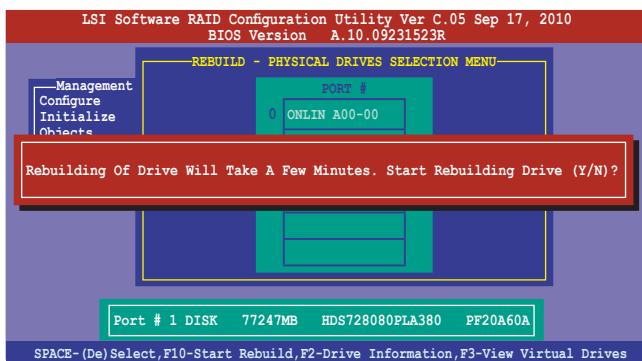 LSI Software RAID Configuration Utility Ver C.05 Sep 17, 2010
BIOS Version A.10.09231523R
REBUILD - PHYSICAL DRIVES SELECTION MENU
Management
Configure
Initialize
Objects
PORT #
0 ONLIN A00-00
Rebuilding Of Drive Will Take A Few Minutes. Start Rebuilding Drive (Y/N)?
Port # 1 DISK 77247MB HDS728080PLA380 PF20A60A
SPACE-(De)Select,F10-Start Rebuild,F2-Drive Information,F3-View Virtual Drives